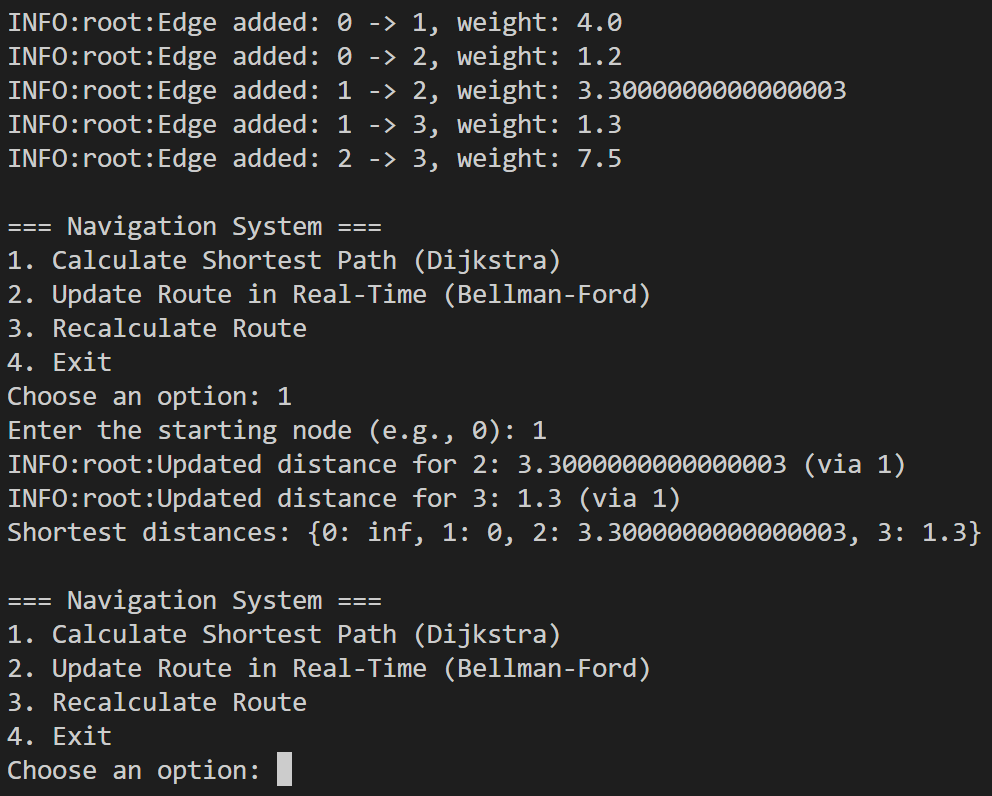 INFO:root:Edge added: 0 -> 1, weight: 4.0
INFO:root:Edge added: 0 -> 2, weight: 1.2
INFO:root:Edge added: 1 -> 2, weight: 3.3000000000000003
INFO:root:Edge added: 1 -> 3, weight: 1.3
INFO:root:Edge added: 2 -> 3, weight: 7.5
=== Navigation System ===
1. Calculate Shortest Path (Dijkstra)
2. Update Route in Real-Time (Bellman-Ford)
3. Recalculate Route
4. Exit
Choose an option: 1
Enter the starting node (e.g., 0): 1
INFO:root:Updated distance for 2: 3.3000000000000003 (via 1)
INFO:root:Updated distance for 3: 1.3 (via 1)
Shortest distances: {0: inf, 1: 0, 2: 3.3000000000000003, 3: 1.3}
=== Navigation System ===
1. Calculate Shortest Path (Dijkstra)
2. Update Route in Real-Time (Bellman-Ford)
3. Recalculate Route
4. Exit
Choose an option: